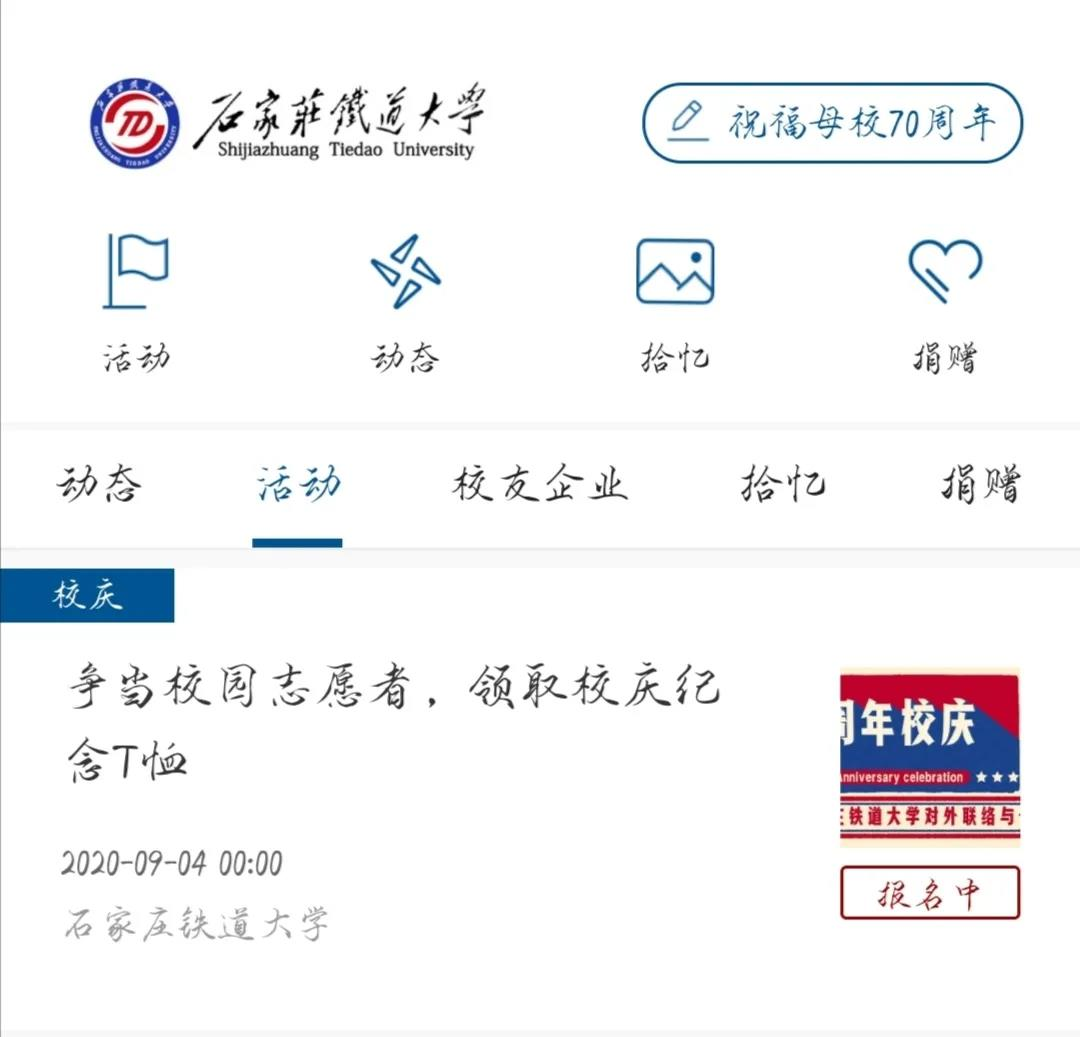 石家莊鐵道大學
Shijiazhuang Tiedao University
祝福母校70周年
活动
动态
拾忆
捐赠
动态
活动
校友企业
拾忆
捐赠
校庆
争当校园志愿者，领取校庆纪
念T恤
周年校庆
Anniversary celebration
铁道大学对外联络与
2020-09-04 00:00
石家庄铁道大学
报名中